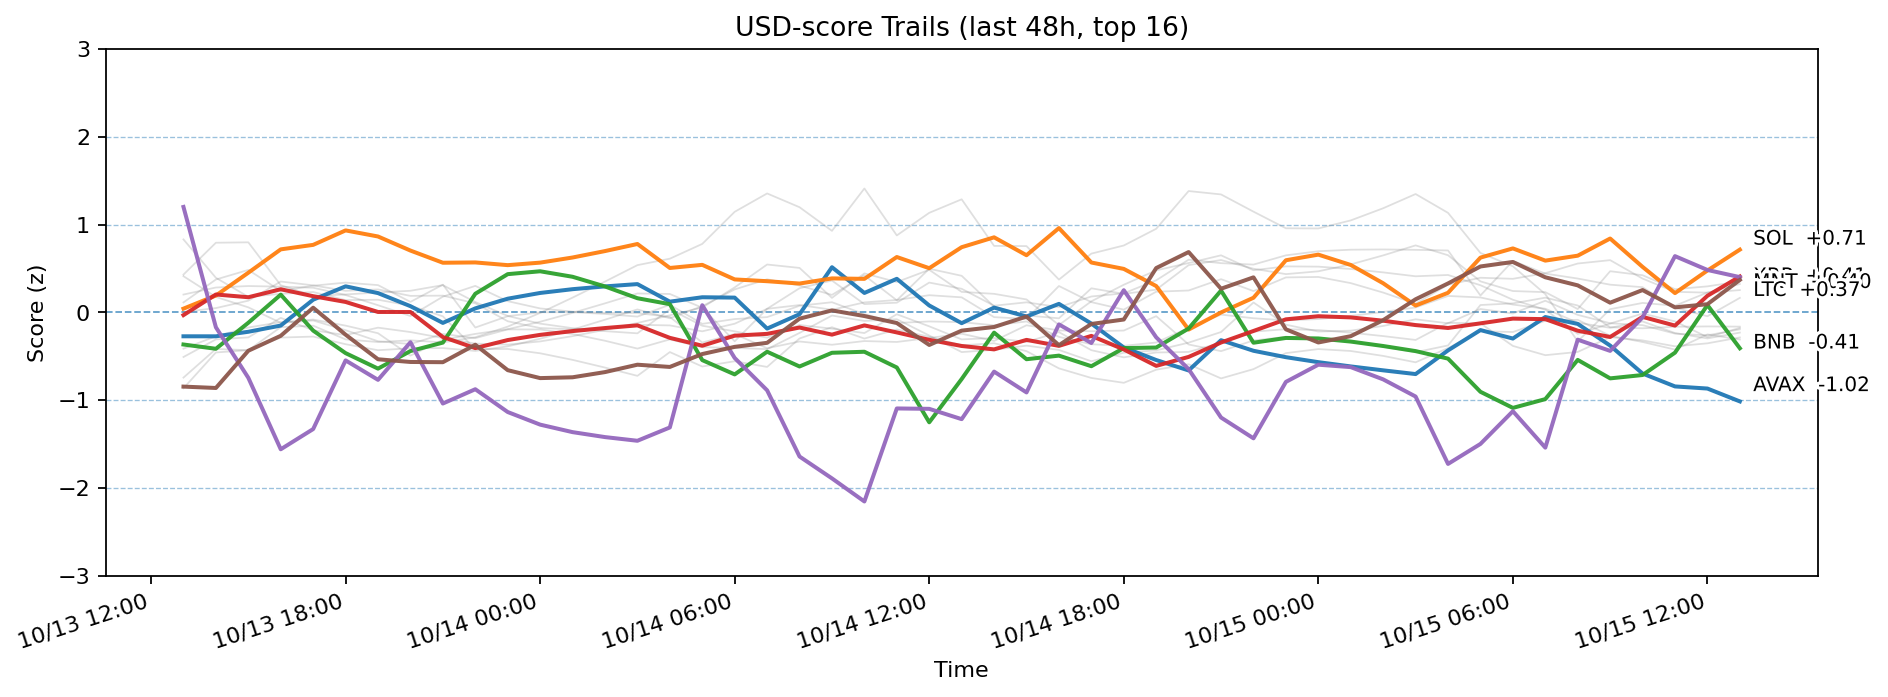 USD-score Trails (last 48h, top 16)
Score (z)
3
2
1
0
−1
−2
−3
SOL +0.71
LTC +0.37
BNB -0.41
AVAX -1.02
10/13 12:00
10/13 18:00
10/14 00:00
10/14 06:00
10/14 12:00
10/14 18:00
10/15 00:00
10/15 06:00
10/15 12:00
Time